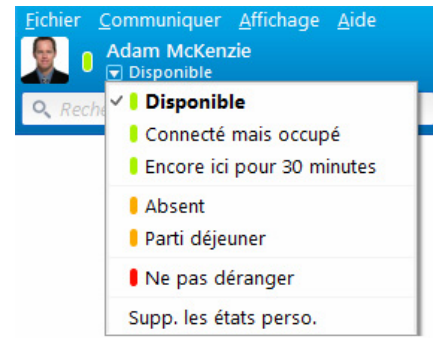 Fichier Communiquer Affichage Aide
Adam McKenzie
Disponible
Reche
Disponible
Connecté mais occupé
Encore ici pour 30 minutes
Absent
Parti déjeuner
Ne pas déranger
Supp. les états perso.